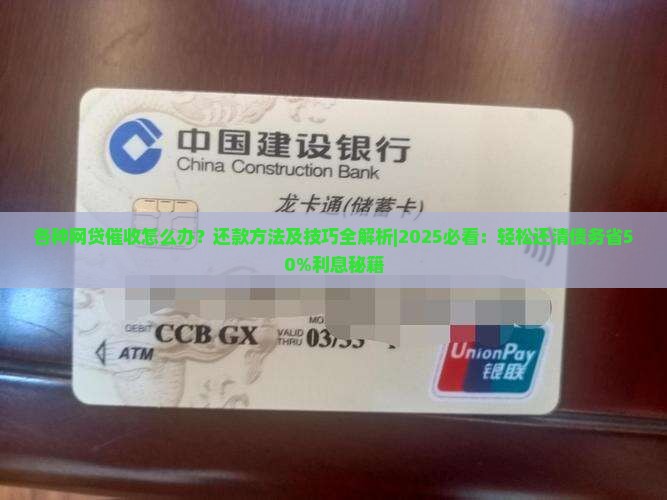 中国建设银行
China Construction Bank
龙卡通(储蓄卡)
各种网贷催收怎么办？还款方法及技巧全解析|2025必看：轻松还清债务省5
0%利息秘籍
MO
DEBIT CCB GX VALID THRU 03/33
ATM
UnionPay
银联